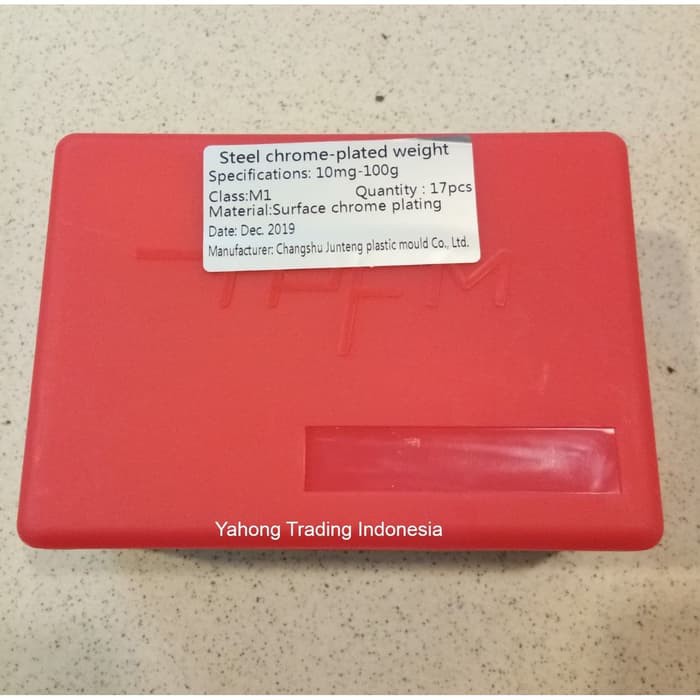 Steel chrome-plated weight
Specifications: 10mg-100g
Class:M1 Quantity : 17pcs
Material:Surface chrome plating
Date: Dec. 2019
Manufacturer: Changshu Junteng plastic mould Co., Ltd.
Yahong Trading Indonesia